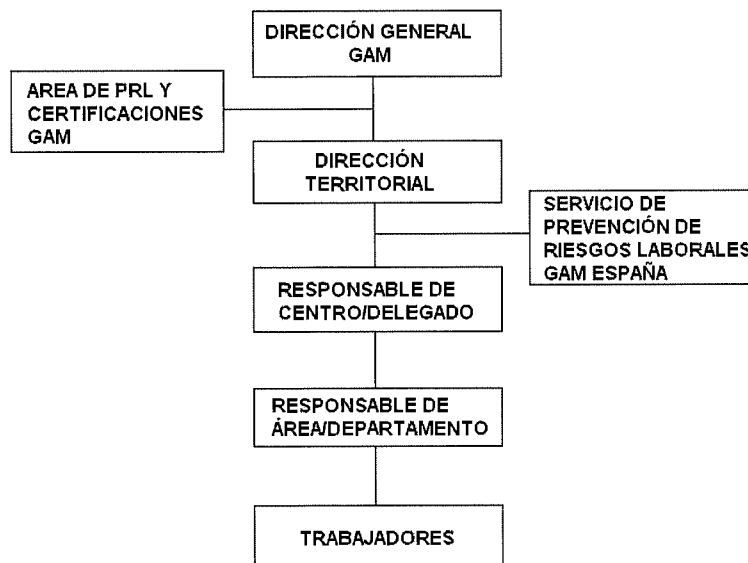 DIRECCIÓN GENERAL
GAM
AREA DE PRL Y
CERTIFICACIONES
GAM
DIRECCIÓN
TERRITORIAL
SERVICIO DE
PREVENCIÓN DE
RIESGOS LABORALES
GAM ESPAÑA
RESPONSABLE DE
CENTRO/DELEGADO
RESPONSABLE DE
ÁREA/DEPARTAMENTO
TRABAJADORES